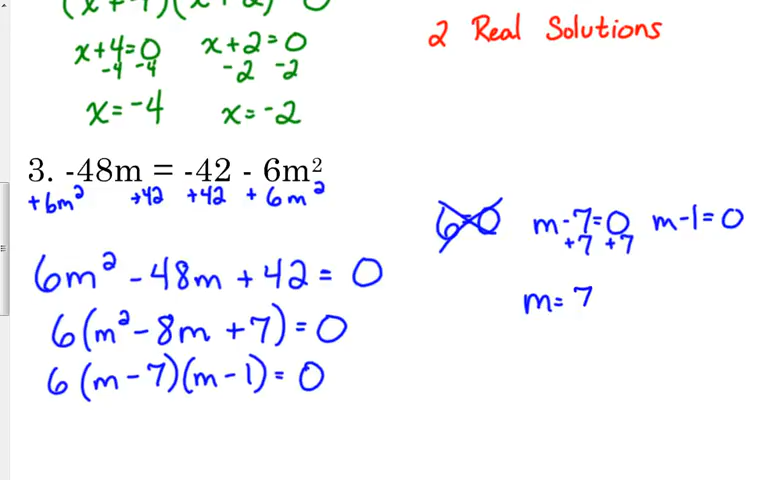 2 Real Solutions
x+4=0 x+2=0
-4 -4 -2 -2
x=-4 x=-2
3. -48m = -42 - 6m²
+6m² +42 +42 +6m²
6m² - 48m + 42 = 0
6(m² - 8m + 7) = 0
6(m - 7)(m - 1) = 0
6=0 m-7=0 m-1=0
+7 +7
m= 7